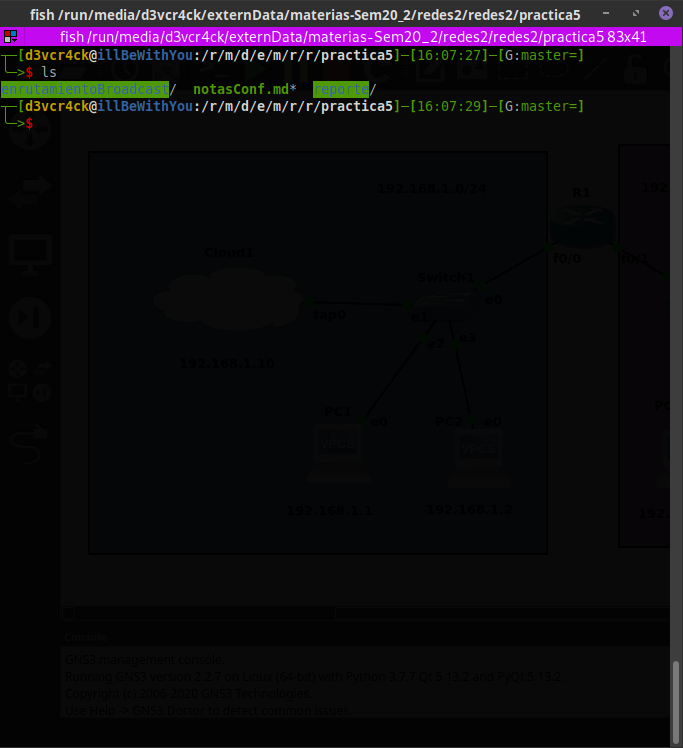 fish /run/media/d3vcr4ck/externData/materias-Sem20_2/redes2/redes2/practica5
fish /run/media/d3vcr4ck/externData/materias-Sem20_2/redes2/redes2/practica5 83x41
[d3vcr4ck@illBeWithYou:/r/m/d/e/m/r/r/practica5]─[16:07:27]─[G:master=]
╰─>$ ls
enrutamientoBroadcast/ notasConf.md* reporte/
[d3vcr4ck@illBeWithYou:/r/m/d/e/m/r/r/practica5]─[16:07:29]─[G:master=]
╰─>$
192.168.1.0/24
R1
192.
Cloud1
f0/0
f0/1
Switch1
e0
tap0
e1
e2
e3
192.168.1.10
PC1
e0
PC2
e0
PC
VPCS
VPCS
192.168.1.1
192.168.1.2
192.
Console
GNS3 management console.
Running GNS3 version 2.2.7 on Linux (64-bit) with Python 3.7.7 Qt 5.13.2 and PyQt 5.13.2.
Copyright (c) 2006-2020 GNS3 Technologies.
Use Help -> GNS3 Doctor to detect common issues.